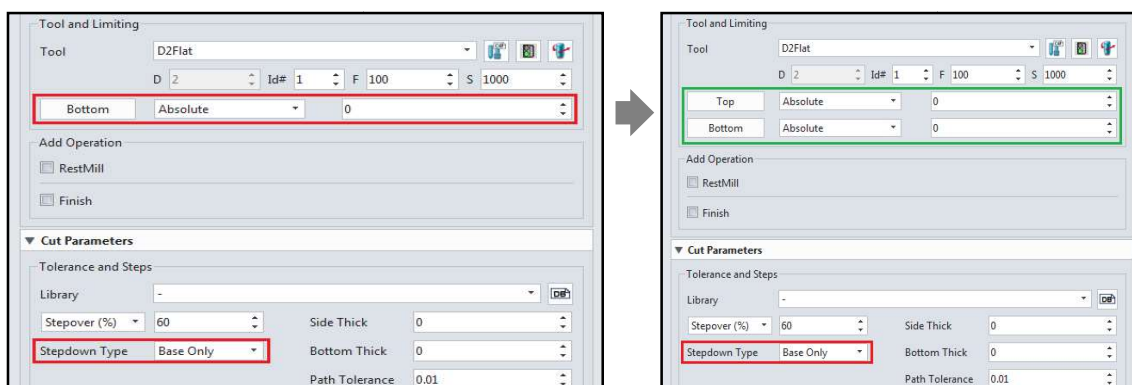 Tool and Limiting
Tool D2Flat
D 2 Id# 1 F 100 S 1000
Bottom Absolute 0
Add Operation
RestMill
Finish
Cut Parameters
Tolerance and Steps
Library -
Stepover (%) 60 Side Thick 0
Stepdown Type Base Only Bottom Thick 0
Path Tolerance 0.01
Tool and Limiting
Tool D2Flat
D 2 Id# 1 F 100 S 1000
Top Absolute 0
Bottom Absolute 0
Add Operation
RestMill
Finish
Cut Parameters
Tolerance and Steps
Library -
Stepover (%) 60 Side Thick 0
Stepdown Type Base Only Bottom Thick 0
Path Tolerance 0.01